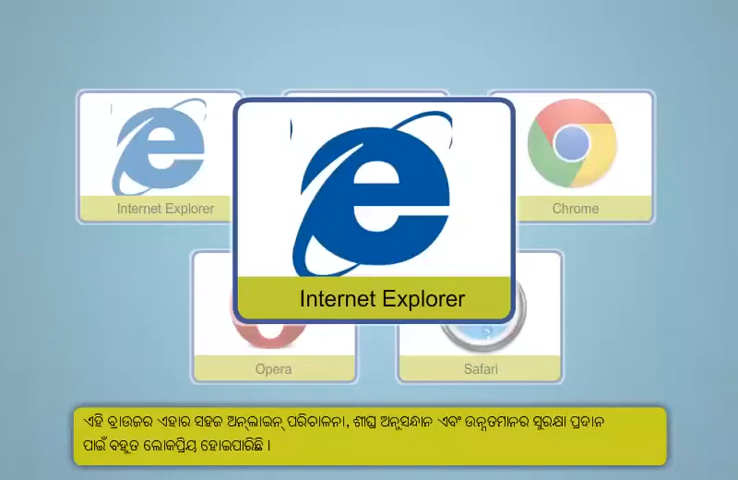 Internet Explorer
Chrome
Internet Explorer
Opera
Safari
ଏହି ବ୍ରାଉଜର ଏହାର ସହଜ ଅନ୍‌ଲାଇନ୍ ପରିଚାଳନା, ଶୀଘ୍ର ଅନୁସନ୍ଧାନ ଏବଂ ଉନ୍ନତମାନର ସୁରକ୍ଷା ପ୍ରଦାନ
ପାଇଁ ବହୁତ ଲୋକପ୍ରିୟ ହୋଇପାରିଛି ।